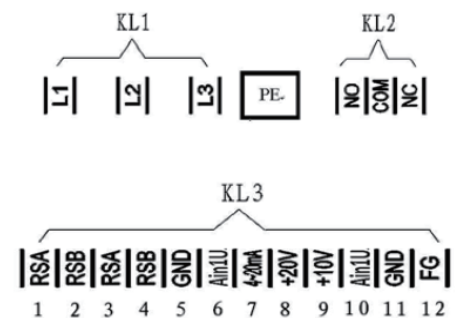 KL1 KL2
L1 L2 L3 PE NO COM NC
KL3
RSA RSB RSA RSB GND Ain1U. 4~20mA +20V +10V Ain1U. GND FG
1 2 3 4 5 6 7 8 9 10 11 12